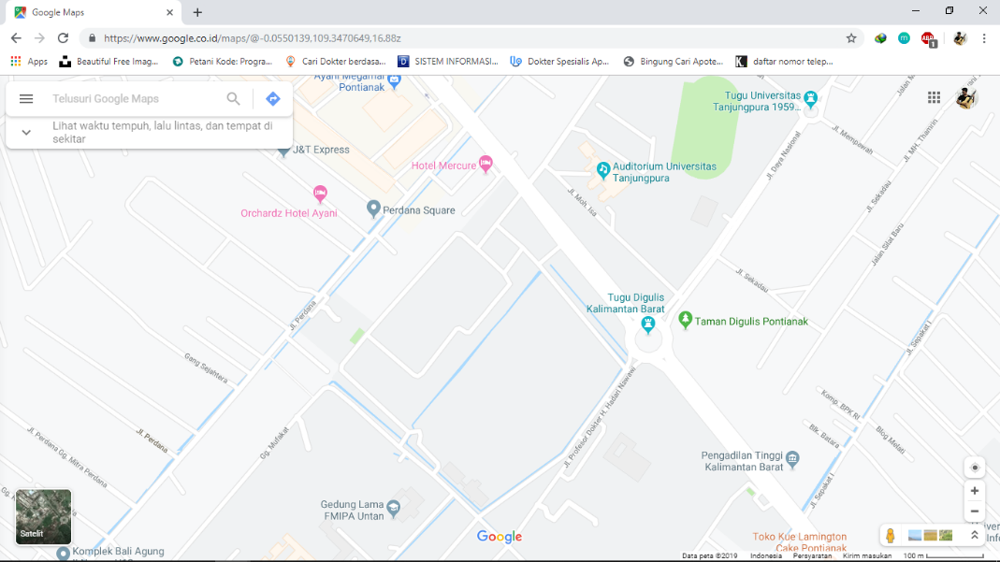 Google Maps
https://www.google.co.id/maps/@-0.0550139,109.3470649,16.88z
Apps
Beautiful Free Imag...
Petani Kode: Progra...
Cari Dokter berdasa...
SISTEM INFORMASI...
Dokter Spesialis Ap...
Bingung Cari Apote...
daftar nomor telep...
Telusuri Google Maps
Lihat waktu tempuh, lalu lintas, dan tempat di
sekitar
Ayani Megamal
Pontianak
J&T Express
Hotel Mercure
Orchardz Hotel Ayani
Perdana Square
Auditorium Universitas
Tanjungpura
Tugu Universitas
Tanjungpura 1959...
Jl. Moh. Isa
Jl. Daya Nasional
Jl. Mempawah
Jl. MH. Thamrin
Jl. Sekadau
Jalan Silat Baru
Jl. Sekadau
Tugu Digulis
Kalimantan Barat
Taman Digulis Pontianak
Jl. Perdana
Gang Sejahtera
Jl. Sepakat I
Jl. Profesor Dokter H. Hadari Nawawi
Komp. BPK RI
Blk. Batara
Blog Melati
Jl. Perdana
Gg. Mufakat
Jl. Perdana Gg. Mitra Perdana
Pengadilan Tinggi
Kalimantan Barat
Jl. Sepakat I
Gedung Lama
FMIPA Untan
Satelit
Komplek Bali Agung
Google
Toko Kue Lamington
Cake Pontianak
Data peta ©2019
Indonesia
Persyaratan
Kirim masukan
100 m